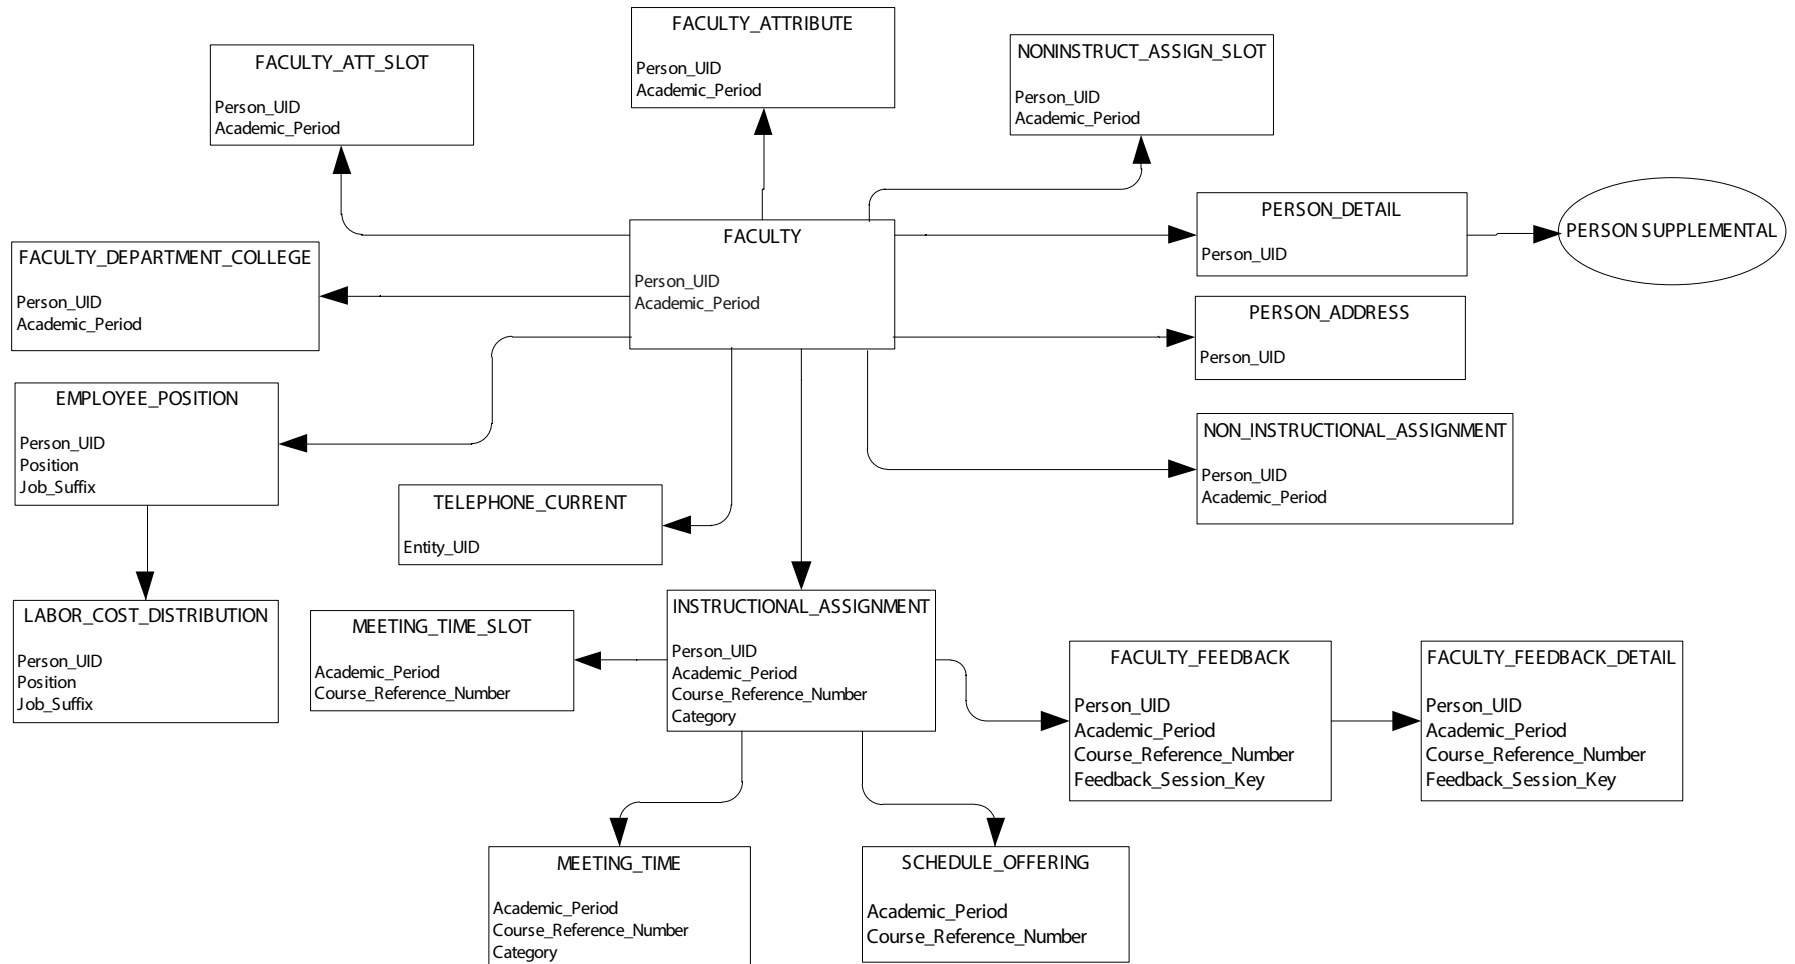 FACULTY_ATTRIBUTE
Person_UID
Academic_Period
FACULTY_ATT_SLOT
Person_UID
Academic_Period
NONINSTRUCT_ASSIGN_SLOT
Person_UID
Academic_Period
FACULTY
Person_UID
Academic_Period
PERSON_DETAIL
Person_UID
PERSON SUPPLEMENTAL
FACULTY_DEPARTMENT_COLLEGE
Person_UID
Academic_Period
PERSON_ADDRESS
Person_UID
EMPLOYEE_POSITION
Person_UID
Position
Job_Suffix
NON_INSTRUCTIONAL_ASSIGNMENT
Person_UID
Academic_Period
TELEPHONE_CURRENT
Entity_UID
LABOR_COST_DISTRIBUTION
Person_UID
Position
Job_Suffix
MEETING_TIME_SLOT
Academic_Period
Course_Reference_Number
INSTRUCTIONAL_ASSIGNMENT
Person_UID
Academic_Period
Course_Reference_Number
Category
FACULTY_FEEDBACK
Person_UID
Academic_Period
Course_Reference_Number
Feedback_Session_Key
FACULTY_FEEDBACK_DETAIL
Person_UID
Academic_Period
Course_Reference_Number
Feedback_Session_Key
MEETING_TIME
Academic_Period
Course_Reference_Number
Category
SCHEDULE_OFFERING
Academic_Period
Course_Reference_Number